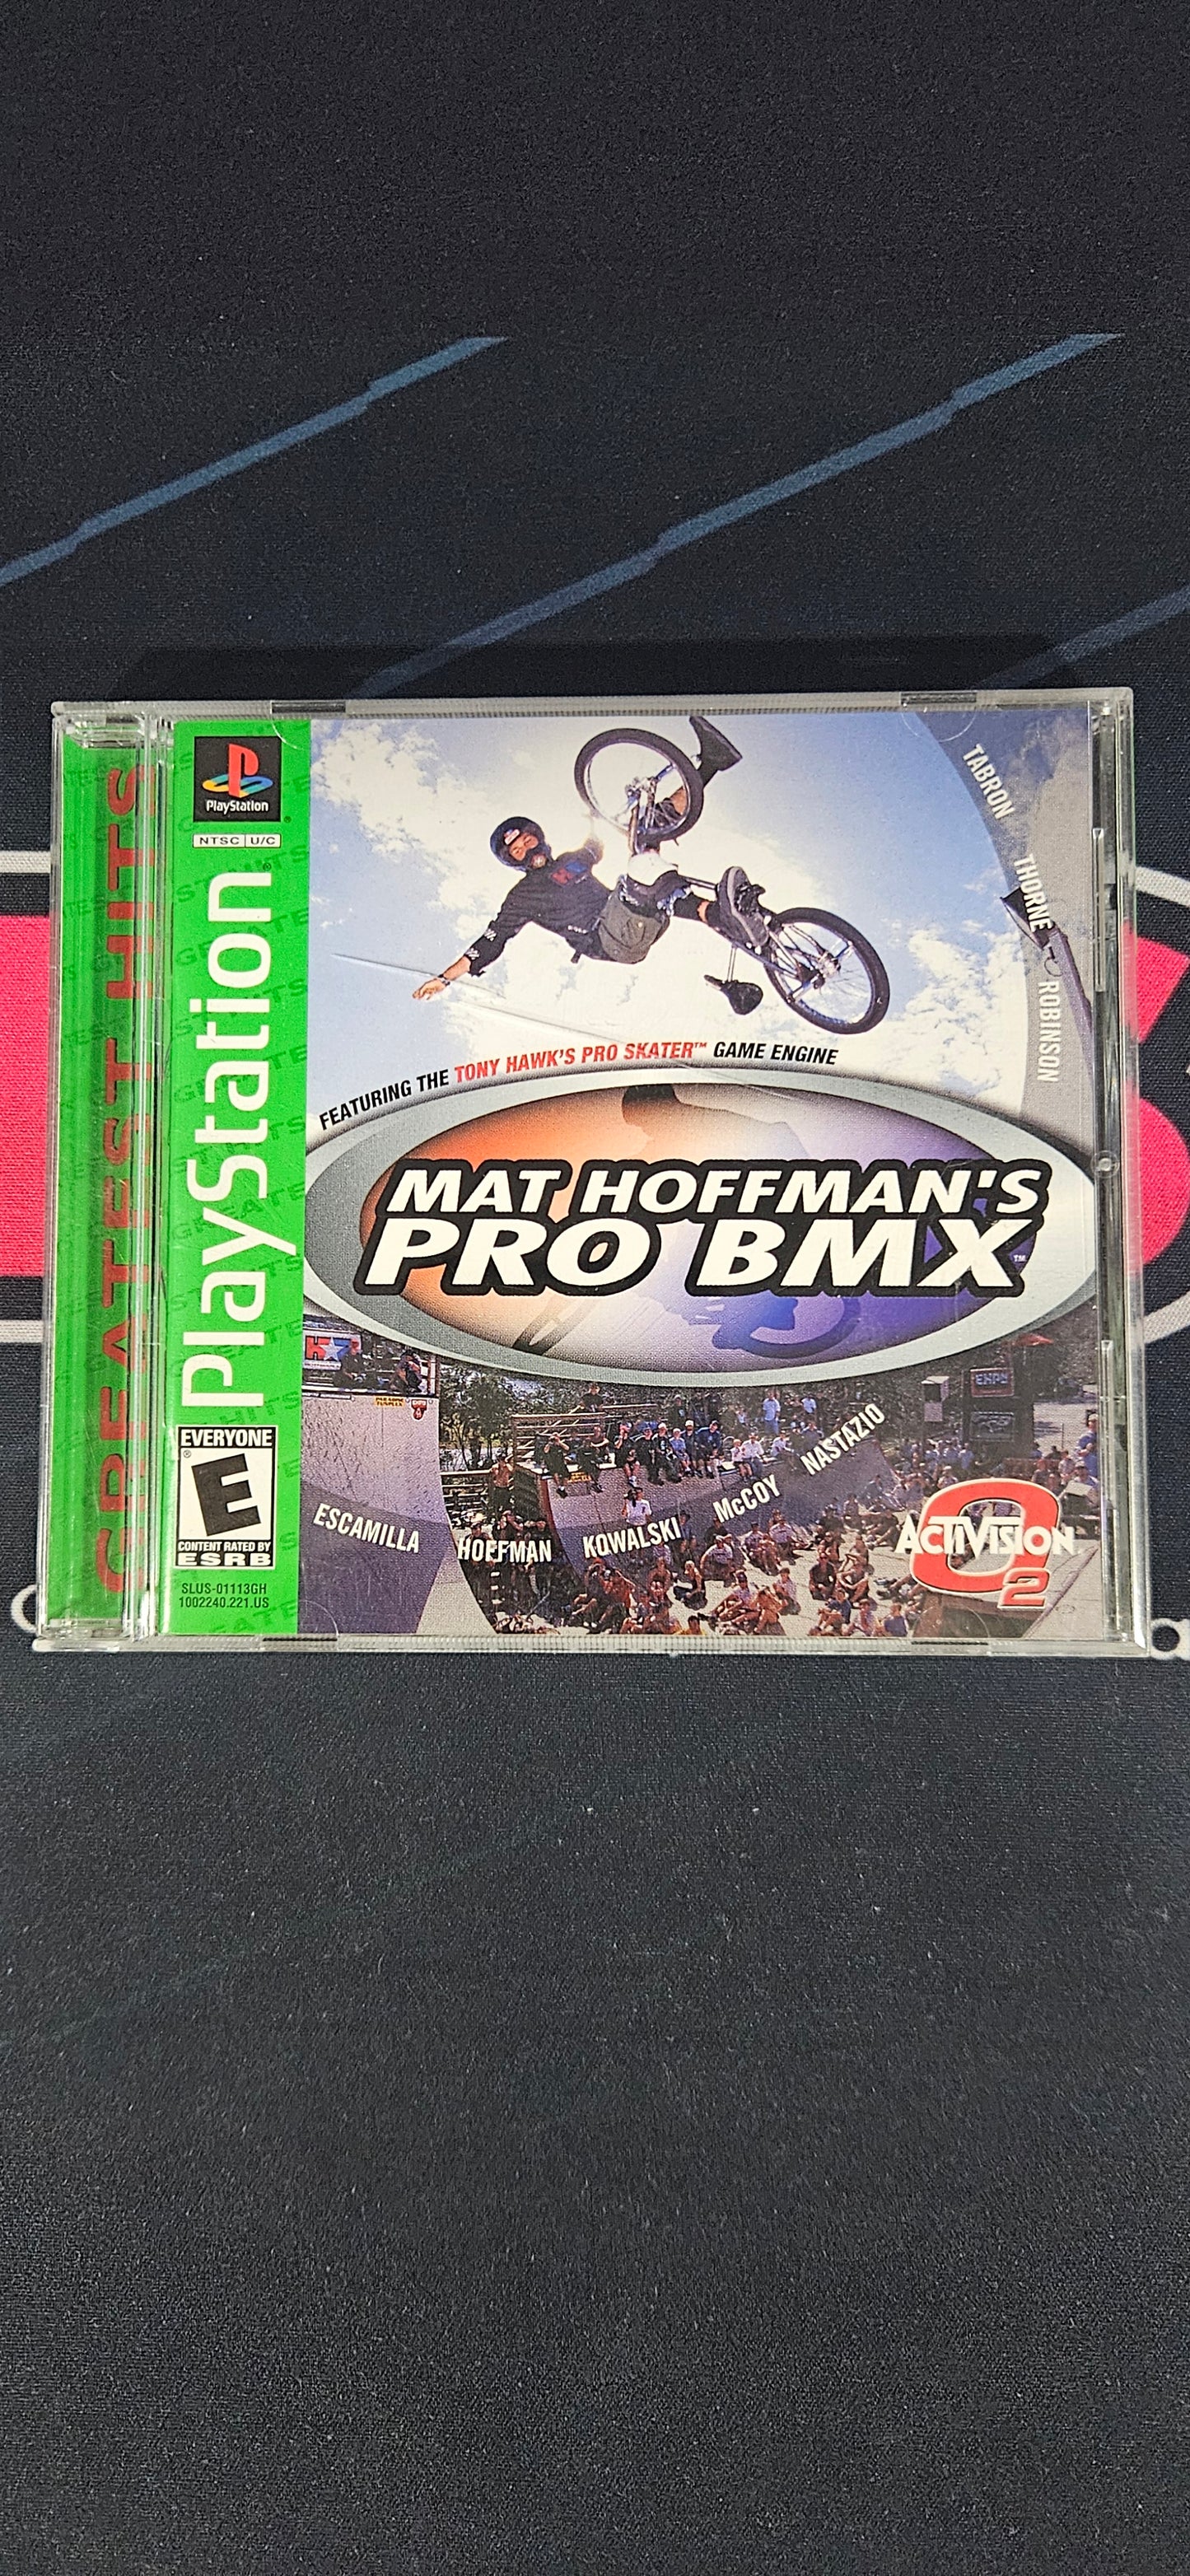 GREATEST HITS
PlayStation
NTSC U/C
PlayStation
EVERYONE
E
CONTENT RATED BY
ESRB
SLUS-01113GH
1002240.221.US
TABRON
THORNE
ROBINSON
FEATURING THE TONY HAWK'S PRO SKATER™ GAME ENGINE
MAT HOFFMAN'S
PRO BMX™
ESCAMILLA
HOFFMAN
KOWALSKI
McCOY
NASTAZIO
ACTIVISION
O2